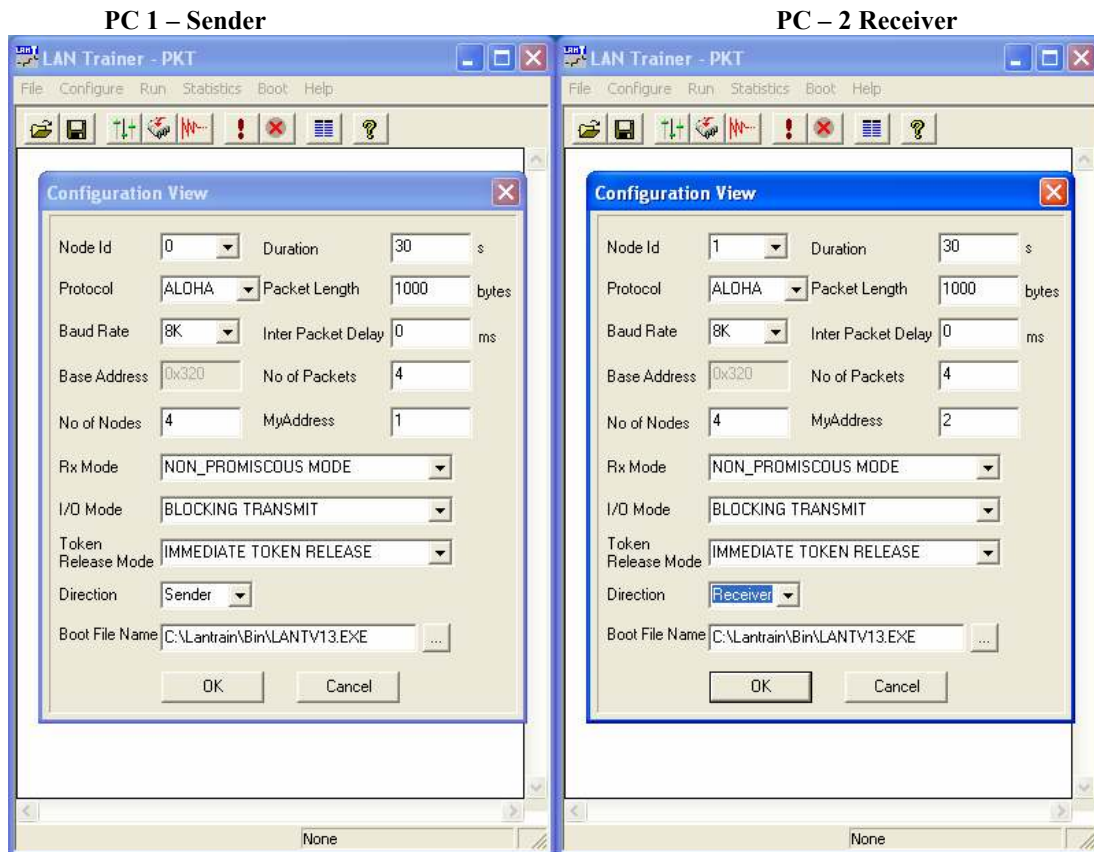 PC 1 – Sender
LAN Trainer - PKT
File Configure Run Statistics Boot Help
Configuration View
Node Id 0 Duration 30 s
Protocol ALOHA Packet Length 1000 bytes
Baud Rate 8K Inter Packet Delay 0 ms
Base Address 0x320 No of Packets 4
No of Nodes 4 MyAddress 1
Rx Mode NON_PROMISCOUS MODE
I/O Mode BLOCKING TRANSMIT
Token
Release Mode IMMEDIATE TOKEN RELEASE
Direction Sender
Boot File Name C:\Lantrain\Bin\LANTV13.EXE ...
OK Cancel
None
PC – 2 Receiver
LAN Trainer - PKT
File Configure Run Statistics Boot Help
Configuration View
Node Id 1 Duration 30 s
Protocol ALOHA Packet Length 1000 bytes
Baud Rate 8K Inter Packet Delay 0 ms
Base Address 0x320 No of Packets 4
No of Nodes 4 MyAddress 2
Rx Mode NON_PROMISCOUS MODE
I/O Mode BLOCKING TRANSMIT
Token
Release Mode IMMEDIATE TOKEN RELEASE
Direction Receiver
Boot File Name C:\Lantrain\Bin\LANTV13.EXE ...
OK Cancel
None